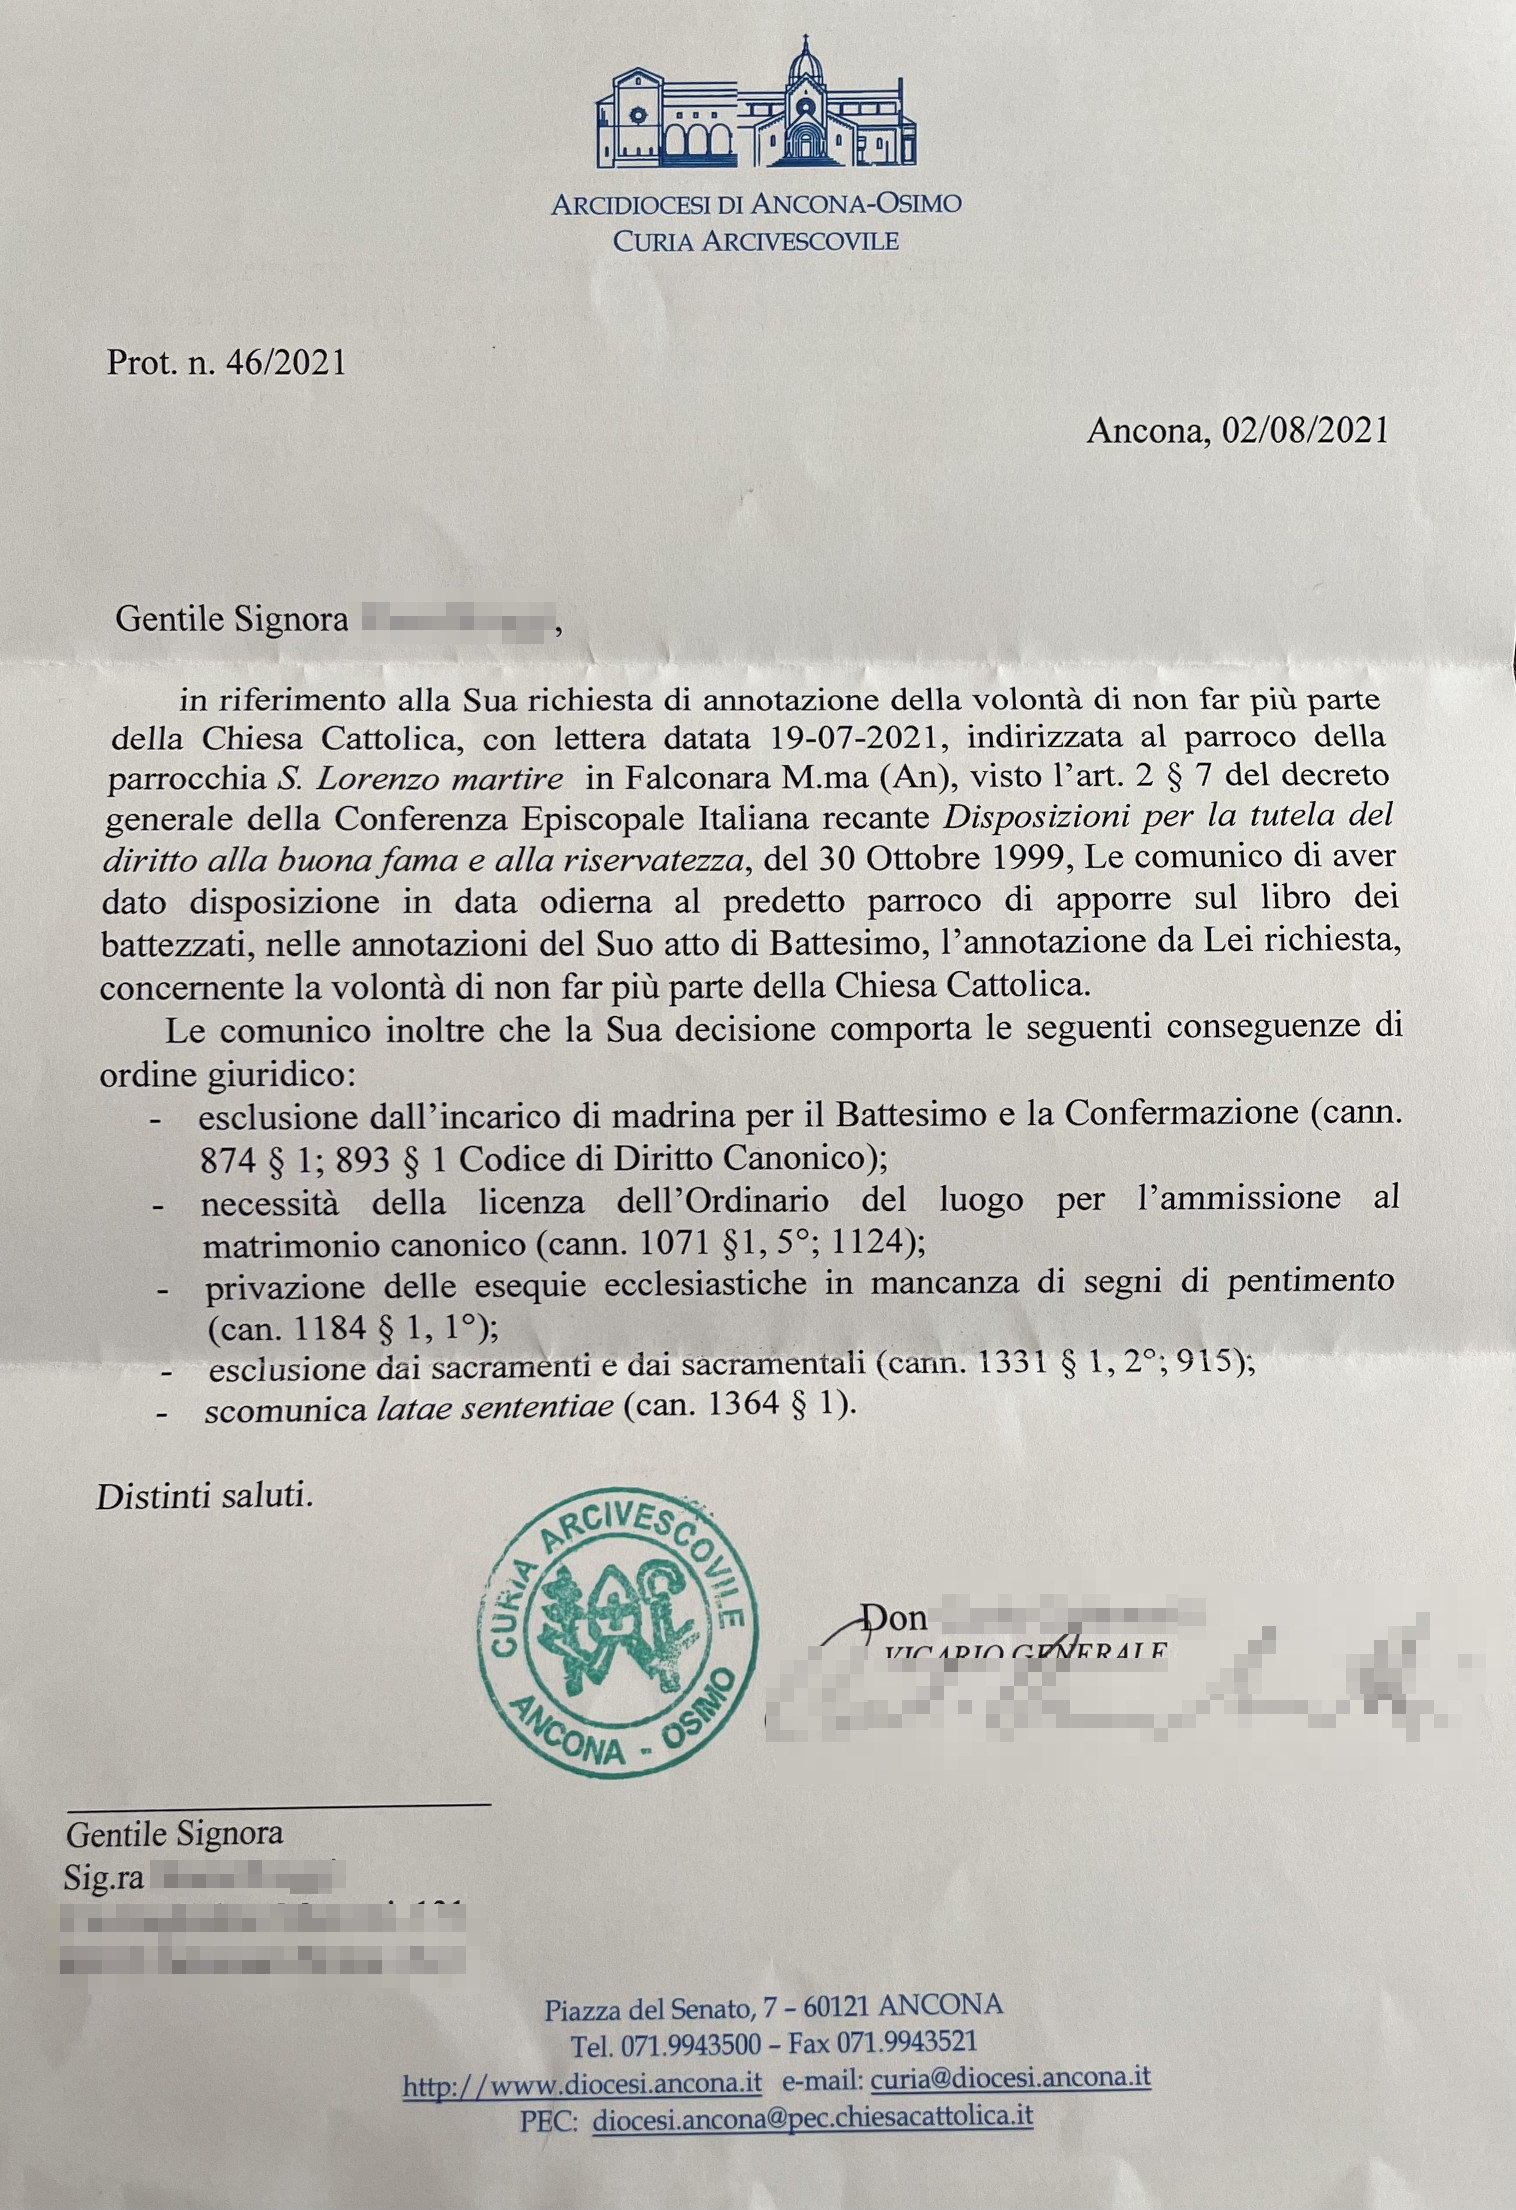 ARCIDIOCESI DI ANCONA-OSIMO
CURIA ARCIVESCOVILE
Prot. n. 46/2021
Ancona, 02/08/2021
Gentile Signora ,
in riferimento alla Sua richiesta di annotazione della volontà di non far più parte
della Chiesa Cattolica, con lettera datata 19-07-2021, indirizzata al parroco della
parrocchia S. Lorenzo martire in Falconara M.ma (An), visto l'art. 2 § 7 del decreto
generale della Conferenza Episcopale Italiana recante Disposizioni per la tutela del
diritto alla buona fama e alla riservatezza, del 30 Ottobre 1999, Le comunico di aver
dato disposizione in data odierna al predetto parroco di apporre sul libro dei
battezzati, nelle annotazioni del Suo atto di Battesimo, l'annotazione da Lei richiesta,
concernente la volontà di non far più parte della Chiesa Cattolica.
Le comunico inoltre che la Sua decisione comporta le seguenti conseguenze di
ordine giuridico:
- esclusione dall'incarico di madrina per il Battesimo e la Confermazione (cann.
874 § 1; 893 § 1 Codice di Diritto Canonico);
- necessità della licenza dell'Ordinario del luogo per l'ammissione al
matrimonio canonico (cann. 1071 §1, 5°; 1124);
- privazione delle esequie ecclesiastiche in mancanza di segni di pentimento
(can. 1184 § 1, 1°);
- esclusione dai sacramenti e dai sacramentali (cann. 1331 § 1, 2°; 915);
- scomunica latae sententiae (can. 1364 § 1).
Distinti saluti.
CURIA ARCIVESCOVILE
ANCONA - OSIMO
Don
VICARIO GENERALE
Gentile Signora
Sig.ra
Piazza del Senato, 7 – 60121 ANCONA
Tel. 071.9943500 – Fax 071.9943521
http://www.diocesi.ancona.it e-mail: curia@diocesi.ancona.it
PEC: diocesi.ancona@pec.chiesacattolica.it